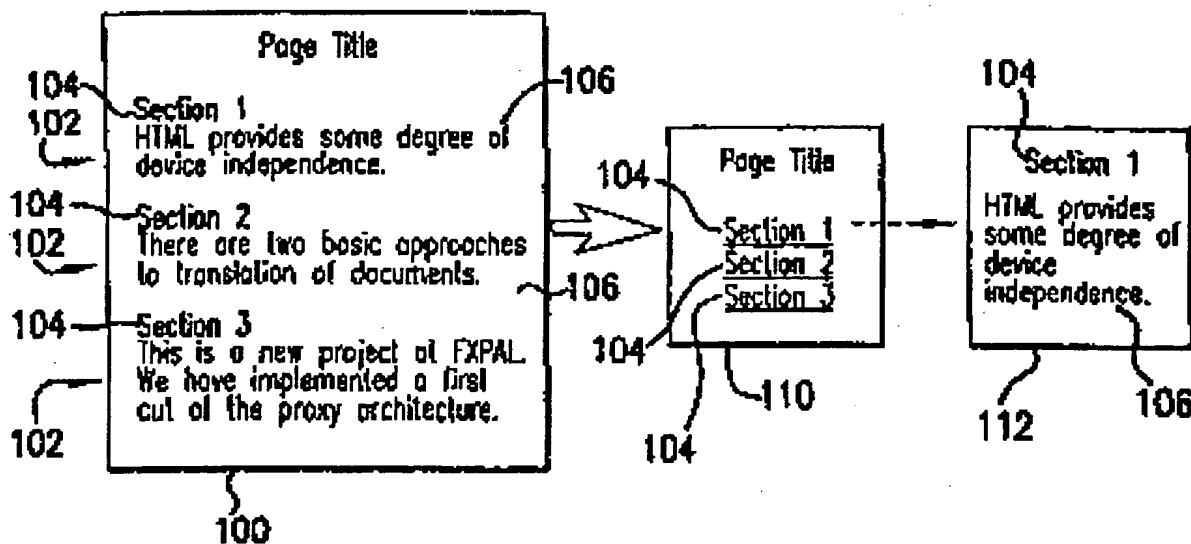 Page Title
104
Section 1
106
102
HTML provides some degree of
device independence.
104
Section 2
102
There are two basic approaches
to translation of documents.
106
104
Section 3
This is a new project at FXPAL.
We have implemented a first
cut of the proxy architecture.
102
100
Page Title
104
Section 1
Section 2
Section 3
104
104
110
104
Section 1
HTML provides
some degree of
device
independence.
106
112